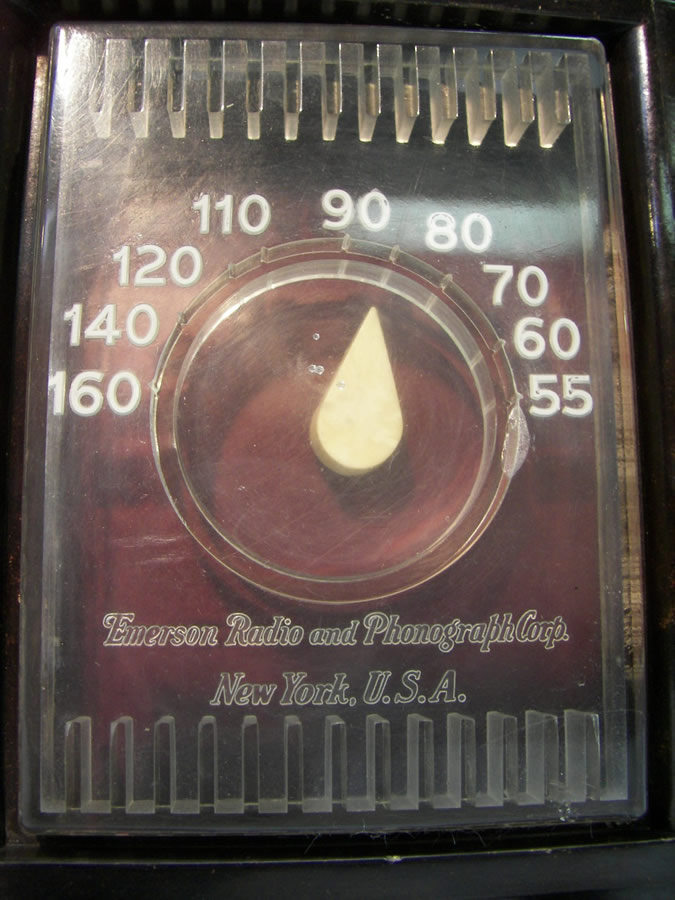 110 90 80
120 70
140 60
160 55
Emerson Radio and Phonograph Corp.
New York, U.S.A.